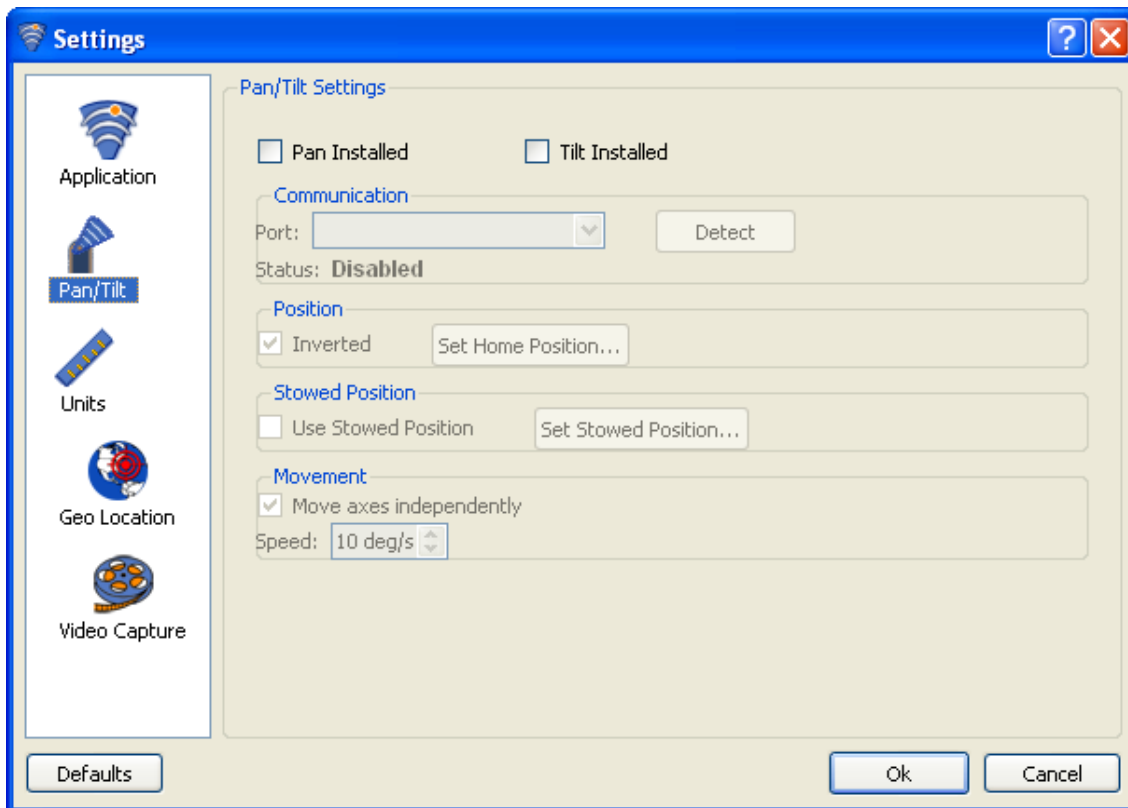 Settings
Application
Pan/Tilt
Units
Geo Location
Video Capture
Pan/Tilt Settings
Pan Installed Tilt Installed
Communication
Port: Detect
Status: Disabled
Position
Inverted Set Home Position...
Stowed Position
Use Stowed Position Set Stowed Position...
Movement
Move axes independently
Speed: 10 deg/s
Defaults Ok Cancel